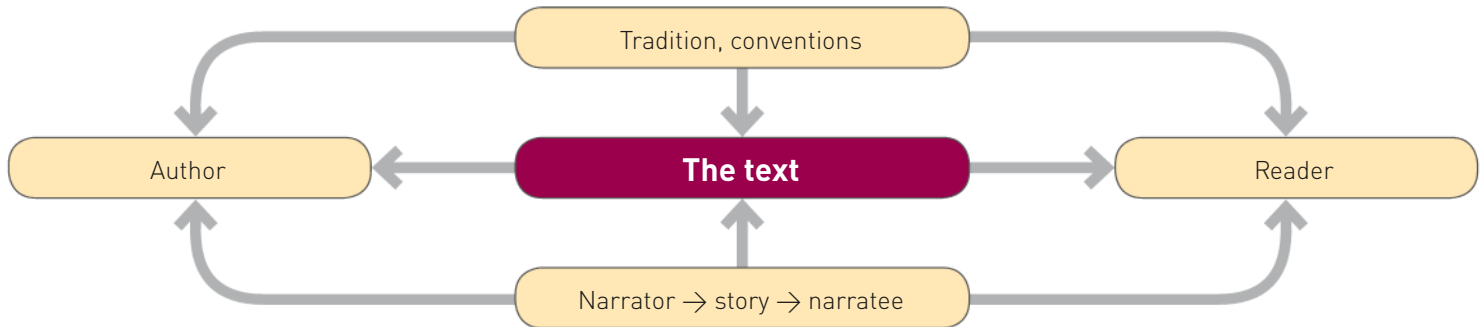 Tradition, conventions
Author
The text
Reader
Narrator → story → narratee